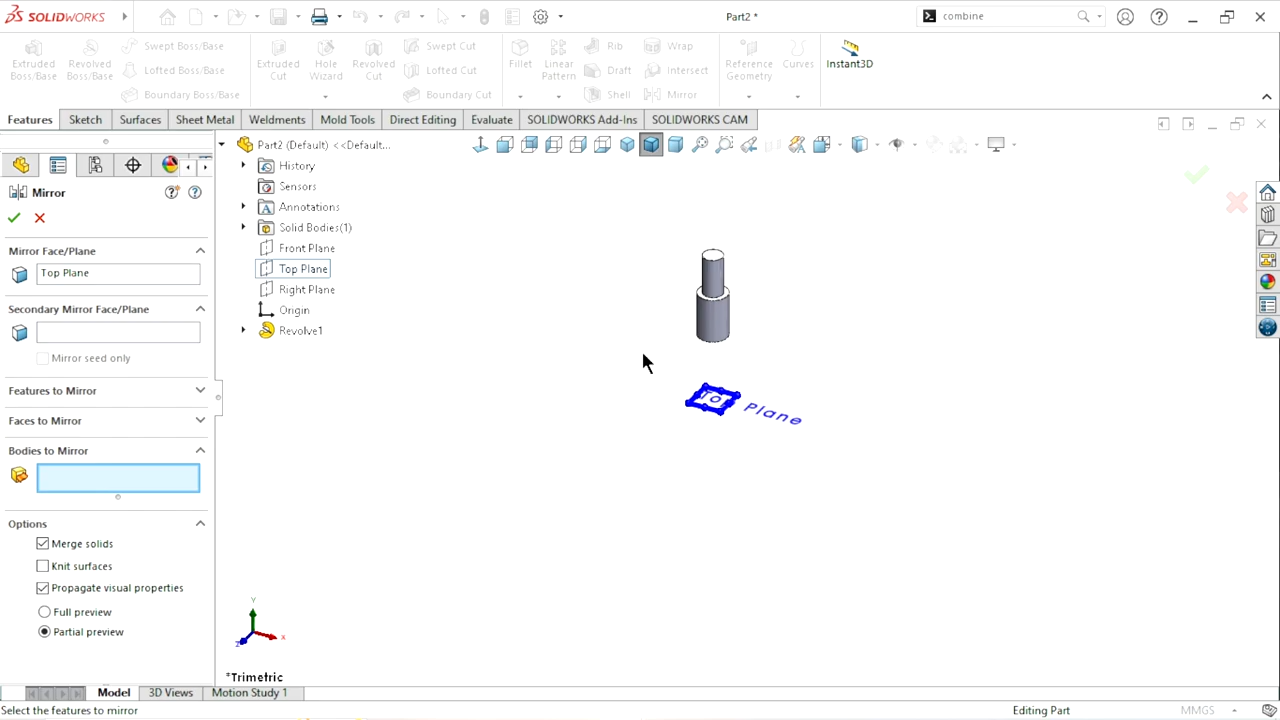 SOLIDWORKS
Part2 *
combine
Extruded Boss/Base
Revolved Boss/Base
Swept Boss/Base
Lofted Boss/Base
Boundary Boss/Base
Extruded Cut
Hole Wizard
Revolved Cut
Swept Cut
Lofted Cut
Boundary Cut
Fillet
Linear Pattern
Rib
Draft
Shell
Wrap
Intersect
Mirror
Reference Geometry
Curves
Instant3D
Features
Sketch
Surfaces
Sheet Metal
Weldments
Mold Tools
Direct Editing
Evaluate
SOLIDWORKS Add-Ins
SOLIDWORKS CAM
Mirror
Mirror Face/Plane
Top Plane
Secondary Mirror Face/Plane
Mirror seed only
Features to Mirror
Faces to Mirror
Bodies to Mirror
Options
Merge solids
Knit surfaces
Propagate visual properties
Full preview
Partial preview
Part2 (Default) <<Default...
History
Sensors
Annotations
Solid Bodies(1)
Front Plane
Top Plane
Right Plane
Origin
Revolve1
Top Plane
Y
X
Z
*Trimetric
Model
3D Views
Motion Study 1
Select the features to mirror
Editing Part
MMGS